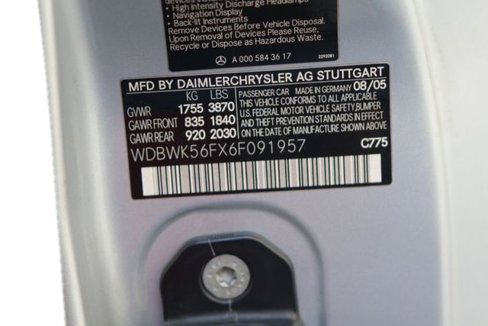 • High Intensity Discharge Headlamps
• Navigation Display
• Back-lit Instruments
Remove Devices Before Vehicle Disposal.
Upon Removal of Devices Please Reuse,
Recycle or Dispose as Hazardous Waste.
A 000 584 36 17
MFD BY DAIMLERCHRYSLER AG STUTTGART
KG LBS PASSENGER CAR MADE IN GERMANY 08/05
GVWR 1755 3870 THIS VEHICLE CONFORMS TO ALL APPLICABLE
GAWR FRONT 835 1840 U.S. FEDERAL MOTOR VEHICLE SAFETY, BUMPER
GAWR REAR 920 2030 AND THEFT PREVENTION STANDARDS IN EFFECT
ON THE DATE OF MANUFACTURE SHOWN ABOVE.
WDBWK56FX6F091957 C775